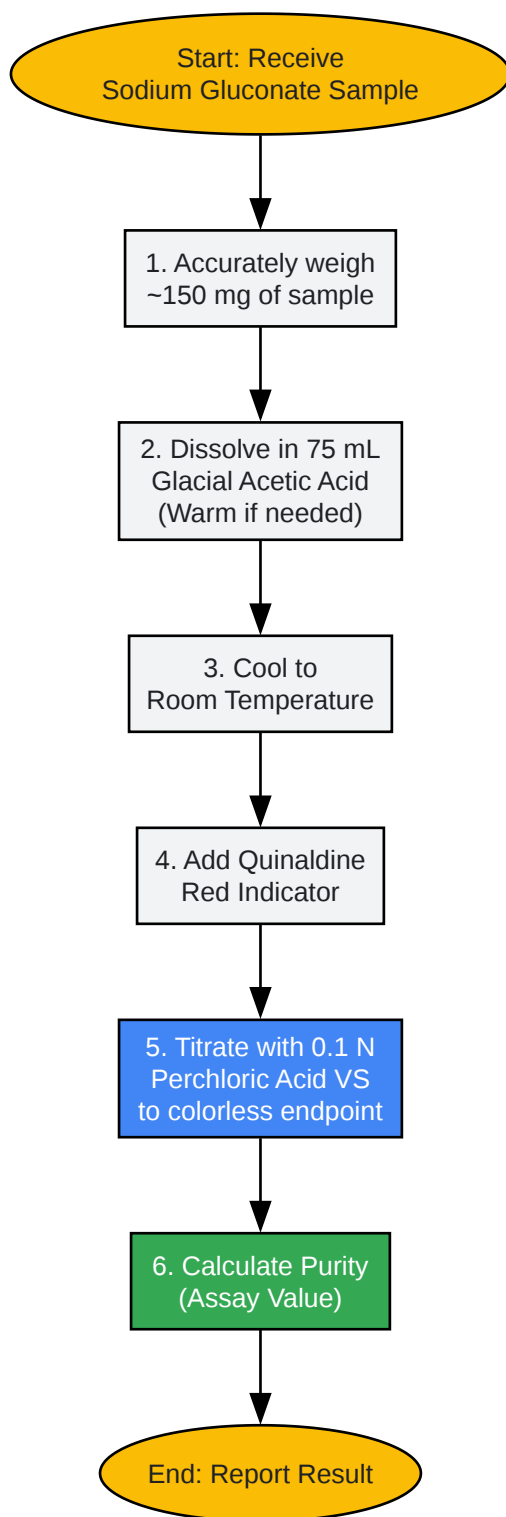 Start: Receive
Sodium Gluconate Sample
1. Accurately weigh
~150 mg of sample
2. Dissolve in 75 mL
Glacial Acetic Acid
(Warm if needed)
3. Cool to
Room Temperature
4. Add Quinaldine
Red Indicator
5. Titrate with 0.1 N
Perchloric Acid VS
to colorless endpoint
6. Calculate Purity
(Assay Value)
End: Report Result